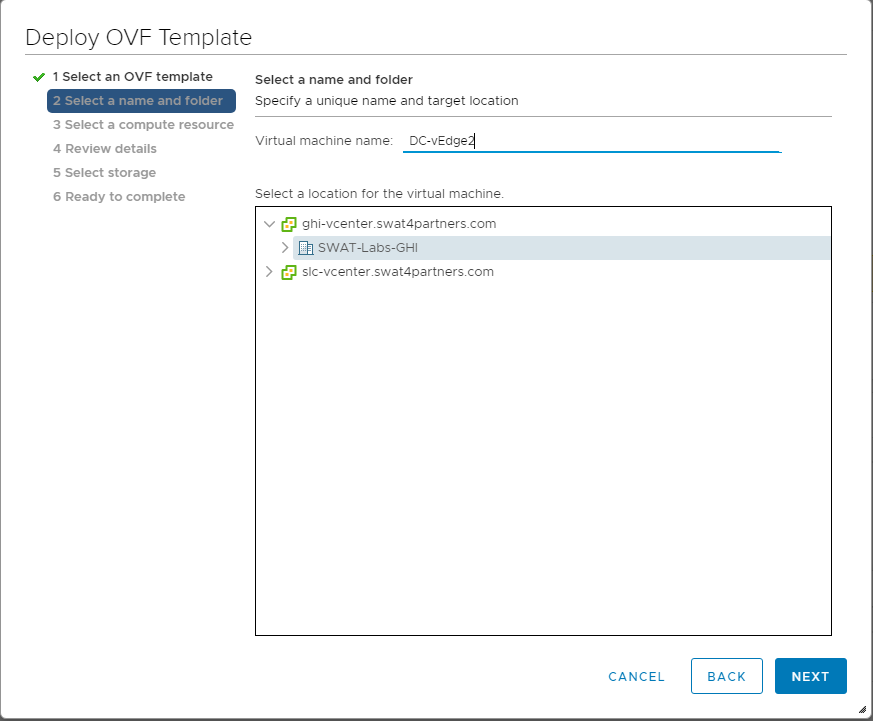 Deploy OVF Template
1 Select an OVF template
2 Select a name and folder
3 Select a compute resource
4 Review details
5 Select storage
6 Ready to complete
Select a name and folder
Specify a unique name and target location
Virtual machine name: DC-vEdge2
Select a location for the virtual machine.
ghi-vcenter.swat4partners.com
SWAT-Labs-GHI
slc-vcenter.swat4partners.com
CANCEL BACK NEXT